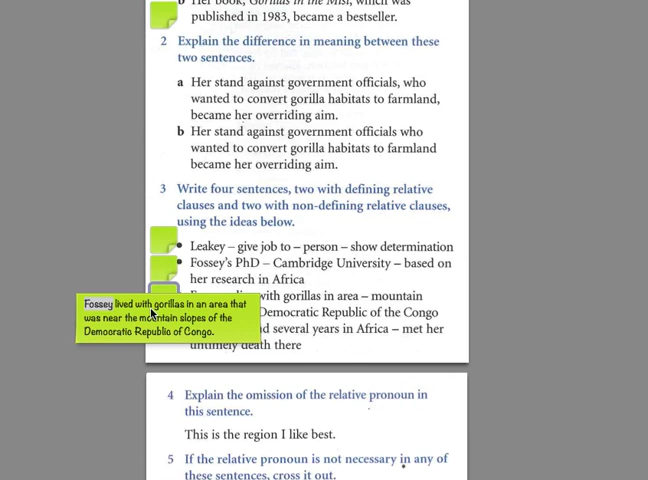 b Her book, Gorillas in the Mist, which was
published in 1983, became a bestseller.
2 Explain the difference in meaning between these
two sentences.
a Her stand against government officials, who
wanted to convert gorilla habitats to farmland,
became her overriding aim.
b Her stand against government officials who
wanted to convert gorilla habitats to farmland
became her overriding aim.
3 Write four sentences, two with defining relative
clauses and two with non-defining relative clauses,
using the ideas below.
• Leakey – give job to – person – show determination
• Fossey's PhD – Cambridge University – based on
her research in Africa
with gorillas in area – mountain
Democratic Republic of the Congo
several years in Africa – met her
untimely death there
Fossey lived with gorillas in an area that
was near the mountain slopes of the
Democratic Republic of Congo.
4 Explain the omission of the relative pronoun in
this sentence.
This is the region I like best.
5 If the relative pronoun is not necessary in any of
these sentences, cross it out.